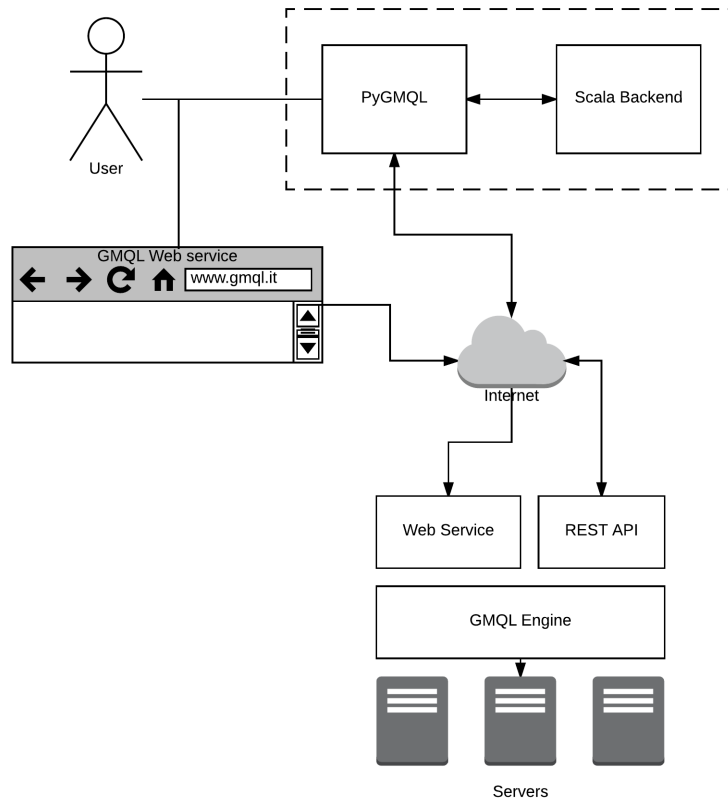 PyGMQL
Scala Backend
User
GMQL Web service
www.gmql.it
Internet
Web Service
REST API
GMQL Engine
Servers